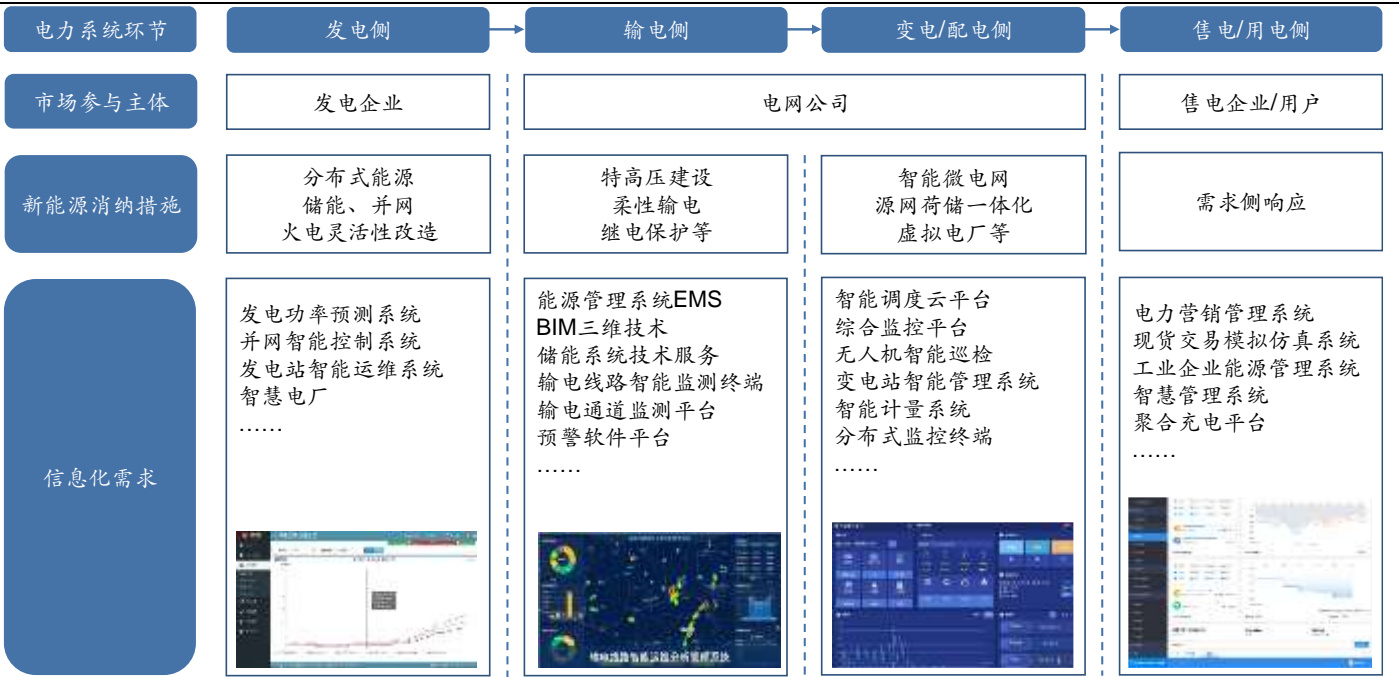 电力系统环节
发电侧
输电侧
变电/配电侧
售电/用电侧
市场参与主体
发电企业
电网公司
售电企业/用户
新能源消纳措施
分布式能源
储能、并网
火电灵活性改造
特高压建设
柔性输电
继电保护等
智能微电网
源网荷储一体化
虚拟电厂等
需求侧响应
信息化需求
发电功率预测系统
并网智能控制系统
发电站智能运维系统
智慧电厂
……
能源管理系统EMS
BIM三维技术
储能系统技术服务
输电线路智能监测终端
输电通道监测平台
预警软件平台
……
智能调度云平台
综合监控平台
无人机智能巡检
变电站智能管理系统
智能计量系统
分布式监控终端
……
电力营销管理系统
现货交易模拟仿真系统
工业企业能源管理系统
智慧管理系统
聚合充电平台
……